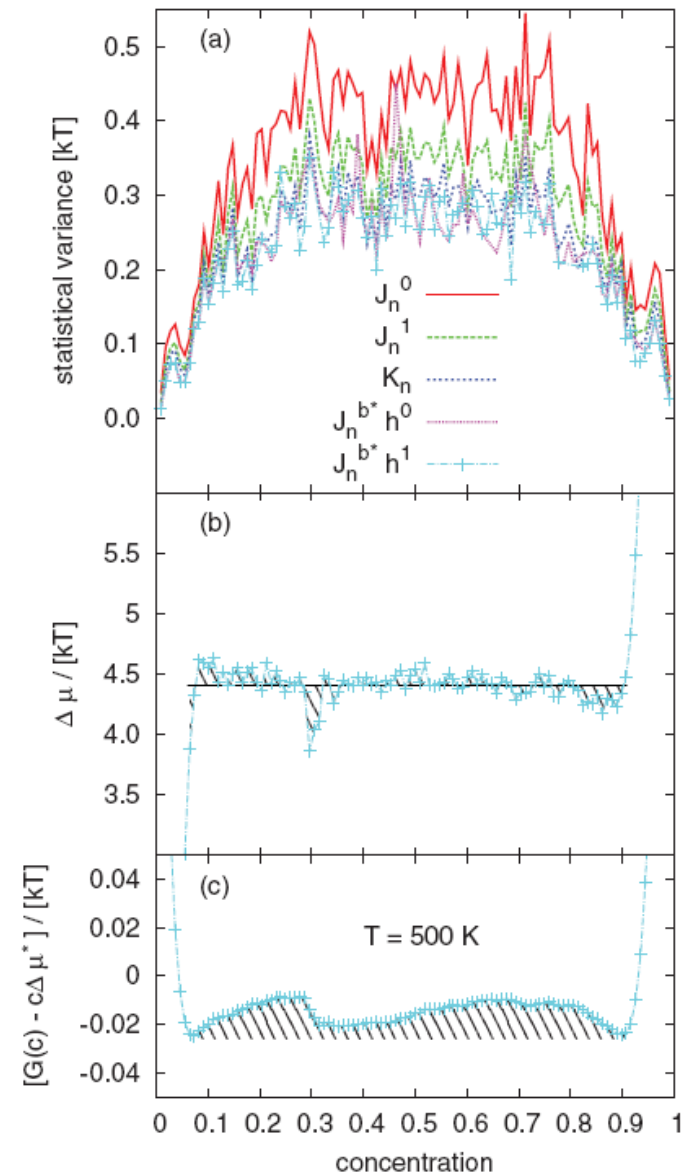 (a)
statistical variance [kT]
0.5
0.4
0.3
0.2
0.1
0.0
J_n^0
J_n^1
K_n
J_n^{b*} h^0
J_n^{b*} h^1
(b)
Δ μ / [kT]
5.5
5
4.5
4.0
3.5
(c)
[G(c) - cΔ μ^*] / [kT]
0.04
0.02
0
-0.02
-0.04
T = 500 K
0 0.1 0.2 0.3 0.4 0.5 0.6 0.7 0.8 0.9 1
concentration